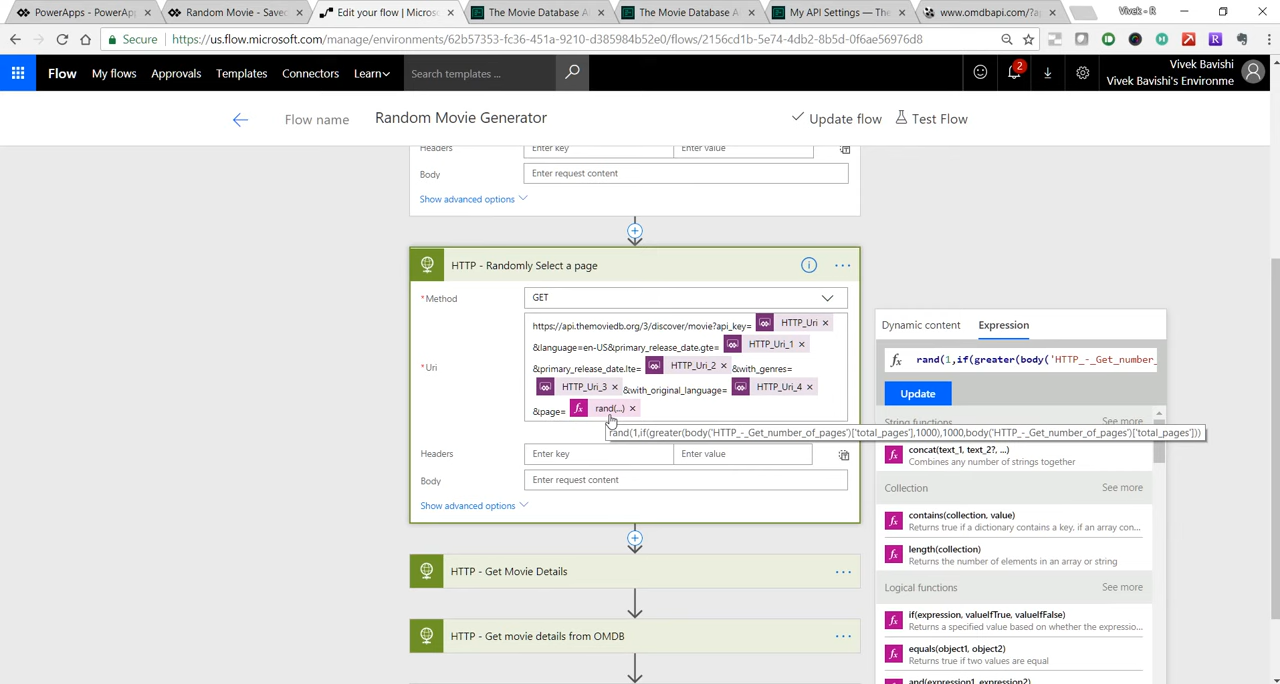 PowerApps - PowerApp
Random Movie - Saved
Edit your flow | Micros
The Movie Database A
The Movie Database A
My API Settings — The
www.omdbapi.com/?a
Vivek - R
Secure
https://us.flow.microsoft.com/manage/environments/62b57353-fc36-451a-9210-d385984b52e0/flows/2156cd1b-5e74-4db2-8b5d-0f6ae56976d8
Flow
My flows
Approvals
Templates
Connectors
Learn
Search templates ...
2
Vivek Bavishi
Vivek Bavishi's Environme
Flow name
Random Movie Generator
Update flow
Test Flow
Headers
Enter key
Enter value
Body
Enter request content
Show advanced options
HTTP - Randomly Select a page
* Method
GET
* Uri
https://api.themoviedb.org/3/discover/movie?api_key= HTTP_Uri ×
&language=en-US&primary_release_date.gte= HTTP_Uri_1 ×
&primary_release_date.lte= HTTP_Uri_2 × &with_genres=
HTTP_Uri_3 × &with_original_language= HTTP_Uri_4 ×
&page= fx rand(...) ×
rand(1,if(greater(body('HTTP_-_Get_number_of_pages')['total_pages'],1000),1000,body('HTTP_-_Get_number_of_pages')['total_pages']))
Headers
Enter key
Enter value
Body
Enter request content
Show advanced options
HTTP - Get Movie Details
HTTP - Get movie details from OMDB
Dynamic content
Expression
fx rand(1,if(greater(body('HTTP_-_Get_number_
Update
String functions
See more
concat(text_1, text_2?, ...)
Combines any number of strings together
Collection
See more
contains(collection, value)
Returns true if a dictionary contains a key, if an array con...
length(collection)
Returns the number of elements in an array or string
Logical functions
See more
if(expression, valueIfTrue, valueIfFalse)
Returns a specified value based on whether the expressio...
equals(object1, object2)
Returns true if two values are equal
and(expression1, expression2)